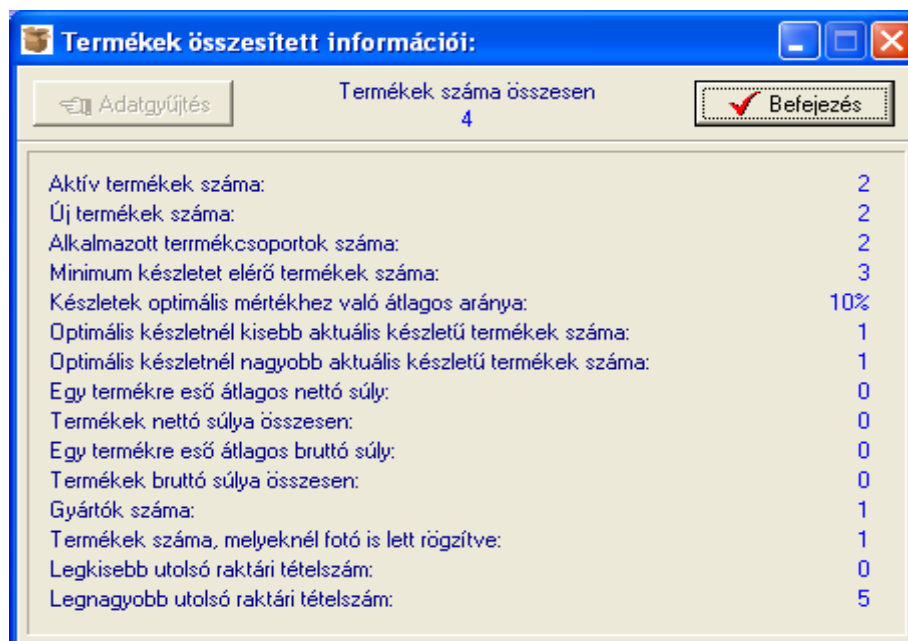 Termékek összesített információi:
Adatgyűjtés
Termékek száma összesen
4
Befejezés
Aktív termékek száma: 2
Új termékek száma: 2
Alkalmazott terrmékcsoportok száma: 2
Minimum készletet elérő termékek száma: 3
Készletek optimális mértékhez való átlagos aránya: 10%
Optimális készletnél kisebb aktuális készletű termékek száma: 1
Optimális készletnél nagyobb aktuális készletű termékek száma: 1
Egy termékre eső átlagos nettó súly: 0
Termékek nettó súlya összesen: 0
Egy termékre eső átlagos bruttó súly: 0
Termékek bruttó súlya összesen: 0
Gyártók száma: 1
Termékek száma, melyeknél fotó is lett rögzítve: 1
Legkisebb utolsó raktári tételszám: 0
Legnagyobb utolsó raktári tételszám: 5